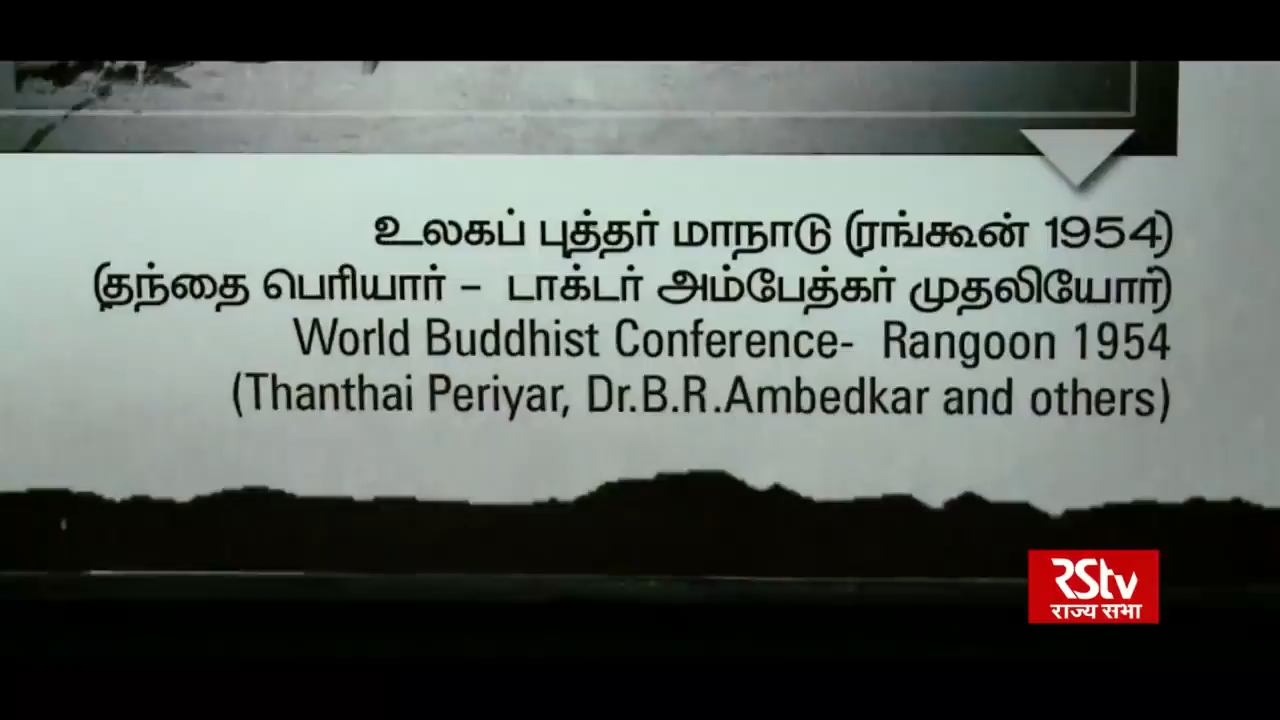 உலகப் புத்தர் மாநாடு (ரங்கூன் 1954)
(தந்தை பெரியார் – டாக்டர் அம்பேத்கர் முதலியோர்)
World Buddhist Conference- Rangoon 1954
(Thanthai Periyar, Dr.B.R.Ambedkar and others)
RStv
राज्य सभा